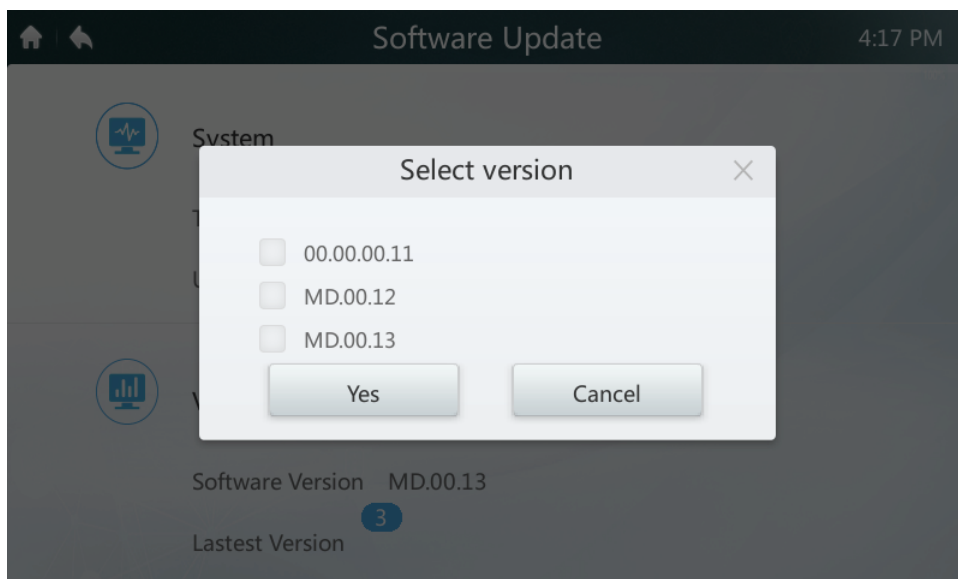 Software Update 4:17 PM
System
Select version
00.00.00.11
MD.00.12
MD.00.13
Yes Cancel
Software Version MD.00.13
3
Lastest Version